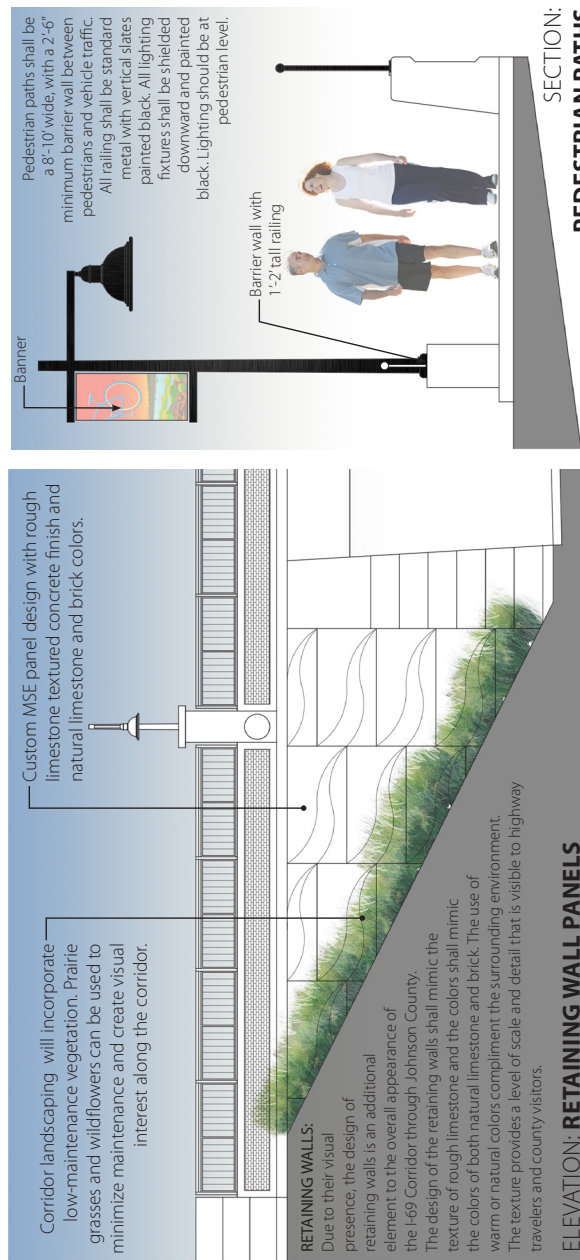 Corridor landscaping will incorporate
low-maintenance vegetation. Prairie
grasses and wildflowers can be used to
minimize maintenance and create visual
interest along the corridor.
Custom MSE panel design with rough
limestone textured concrete finish and
natural limestone and brick colors.
RETAINING WALLS:
Due to their visual
presence, the design of
retaining walls is an additional
element to the overall appearance of
the I-69 Corridor through Johnson County.
The design of the retaining walls shall mimic the
texture of rough limestone and the colors shall mimic
the colors of both natural limestone and brick. The use of
warm or natural colors compliment the surrounding environment.
The texture provides a level of scale and detail that is visible to highway
travelers and county visitors.
ELEVATION: RETAINING WALL PANELS
Banner
Pedestrian paths shall be
a 8'-10' wide, with a 2'-6"
minimum barrier wall between
pedestrians and vehicle traffic.
All railing shall be standard
metal with vertical slates
painted black. All lighting
fixtures shall be shielded
downward and painted
black. Lighting should be at
pedestrian level.
Barrier wall with
1'-2' tall railing
SECTION:
PEDESTRIAN PATHS